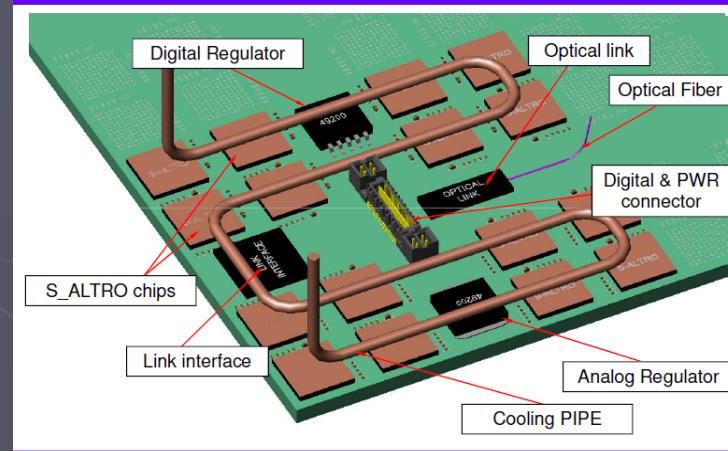 Digital Regulator
Optical link
Optical Fiber
Digital & PWR
connector
S_ALTRO chips
Link interface
Analog Regulator
Cooling PIPE
49200
OPTICAL
LINK
LINK
INTERFACE
49200
S-ALTRO